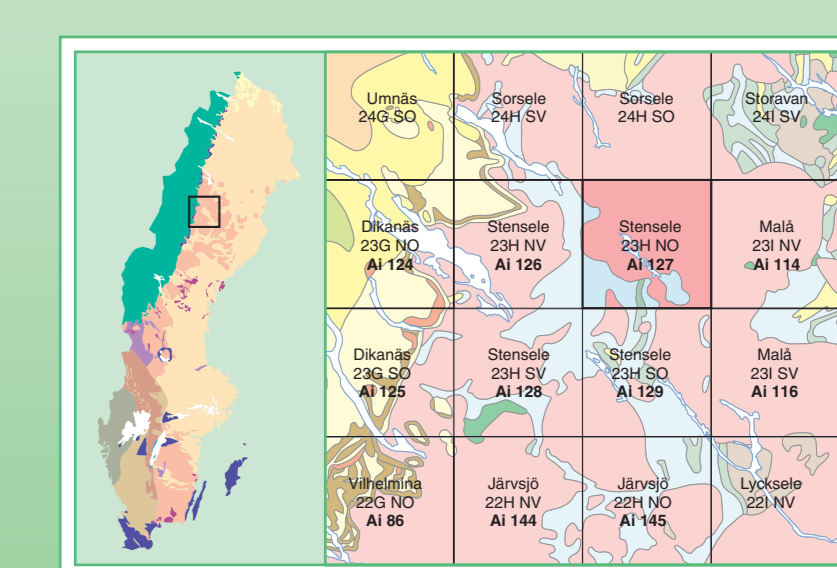 Umnäs
24G SO
Sorsele
24H SV
Sorsele
24H SO
Storavan
24I SV
Dikanäs
23G NO
Ai 124
Stensele
23H NV
Ai 126
Stensele
23H NO
Ai 127
Malå
23I NV
Ai 114
Dikanäs
23G SO
Ai 125
Stensele
23H SV
Ai 128
Stensele
23H SO
Ai 129
Malå
23I SV
Ai 116
Vilhelmina
22G NO
Ai 86
Järvsjö
22H NV
Ai 144
Järvsjö
22H NO
Ai 145
Lycksele
22I NV